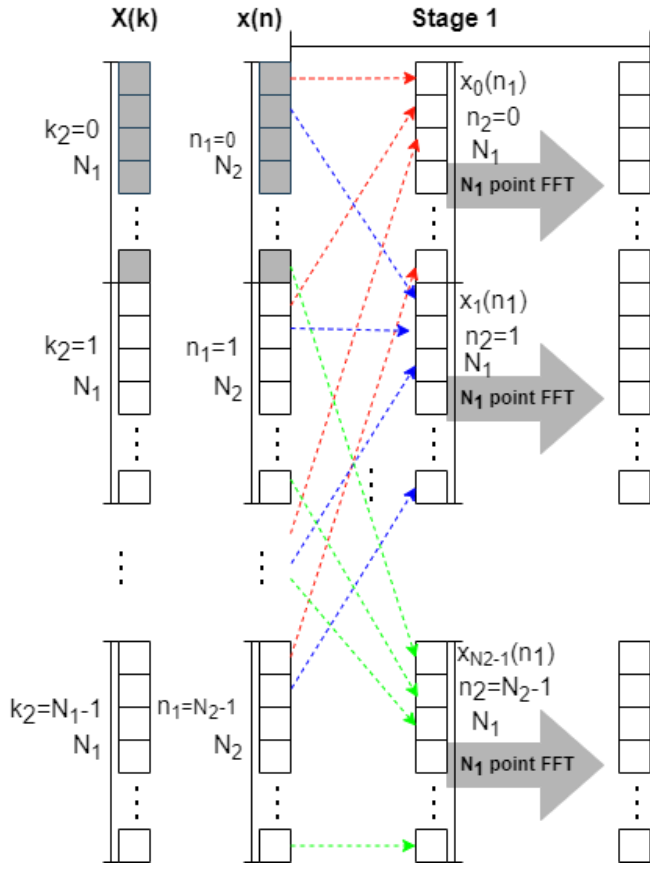 X(k) x(n) Stage 1
k₂=0
N₁
n₁=0
N₂
x₀(n₁)
n₂=0
N₁
N₁ point FFT
k₂=1
N₁
n₁=1
N₂
x₁(n₁)
n₂=1
N₁
N₁ point FFT
k₂=N₁-1
N₁
n₁=N₂-1
N₂
x_N2-1(n₁)
n₂=N₂-1
N₁
N₁ point FFT